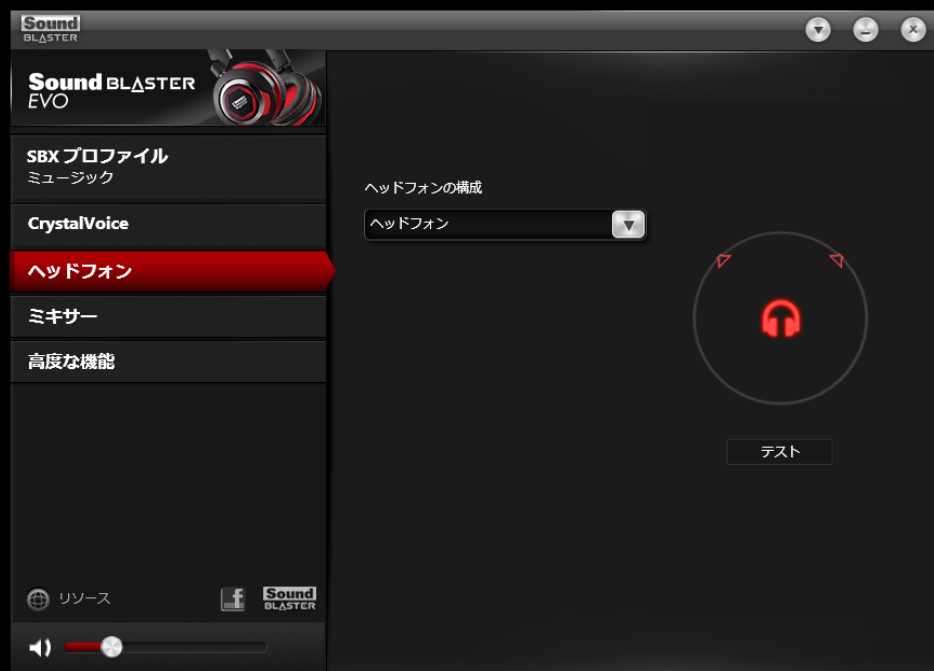 Sound
BLASTER
Sound BLASTER
EVO
SBX プロファイル
ミュージック
CrystalVoice
ヘッドフォン
ミキサー
高度な機能
ヘッドフォンの構成
ヘッドフォン
テスト
リソース
f
Sound
BLASTER